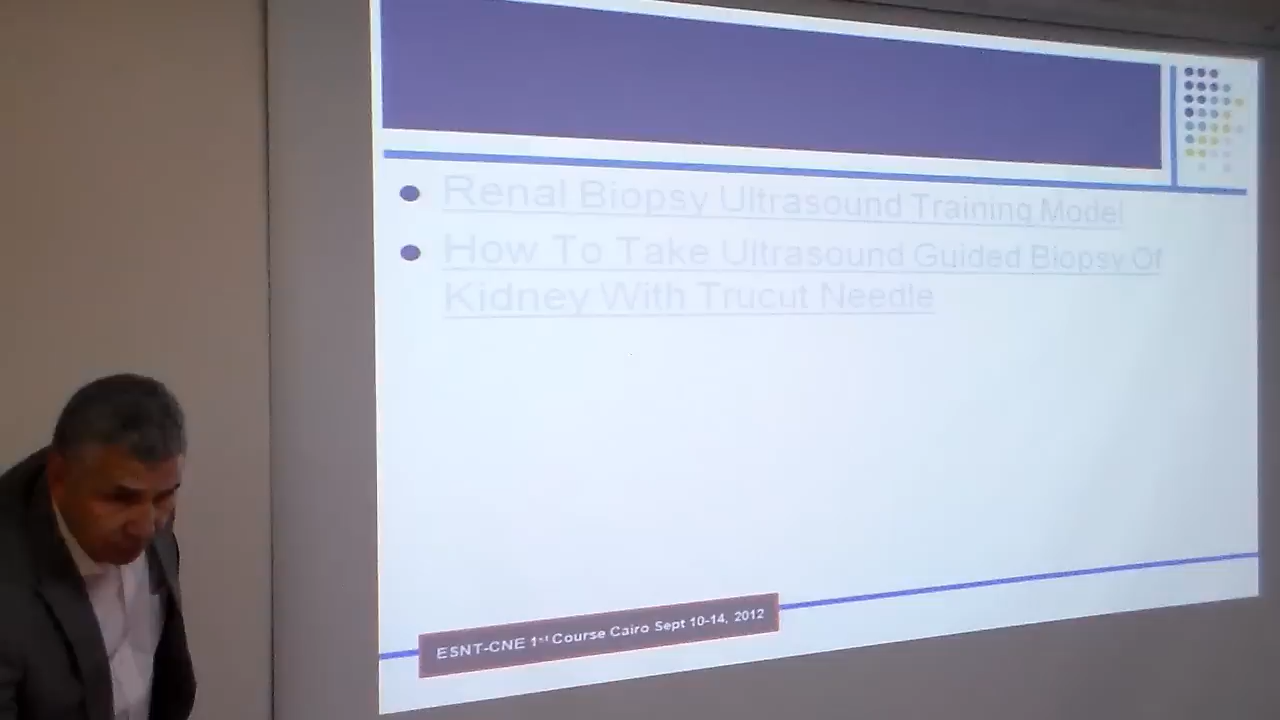 Renal Biopsy Ultrasound Training Model
How To Take Ultrasound Guided Biopsy Of
Kidney With Trucut Needle
ESNT-CNE 1st Course Cairo Sept 10-14, 2012